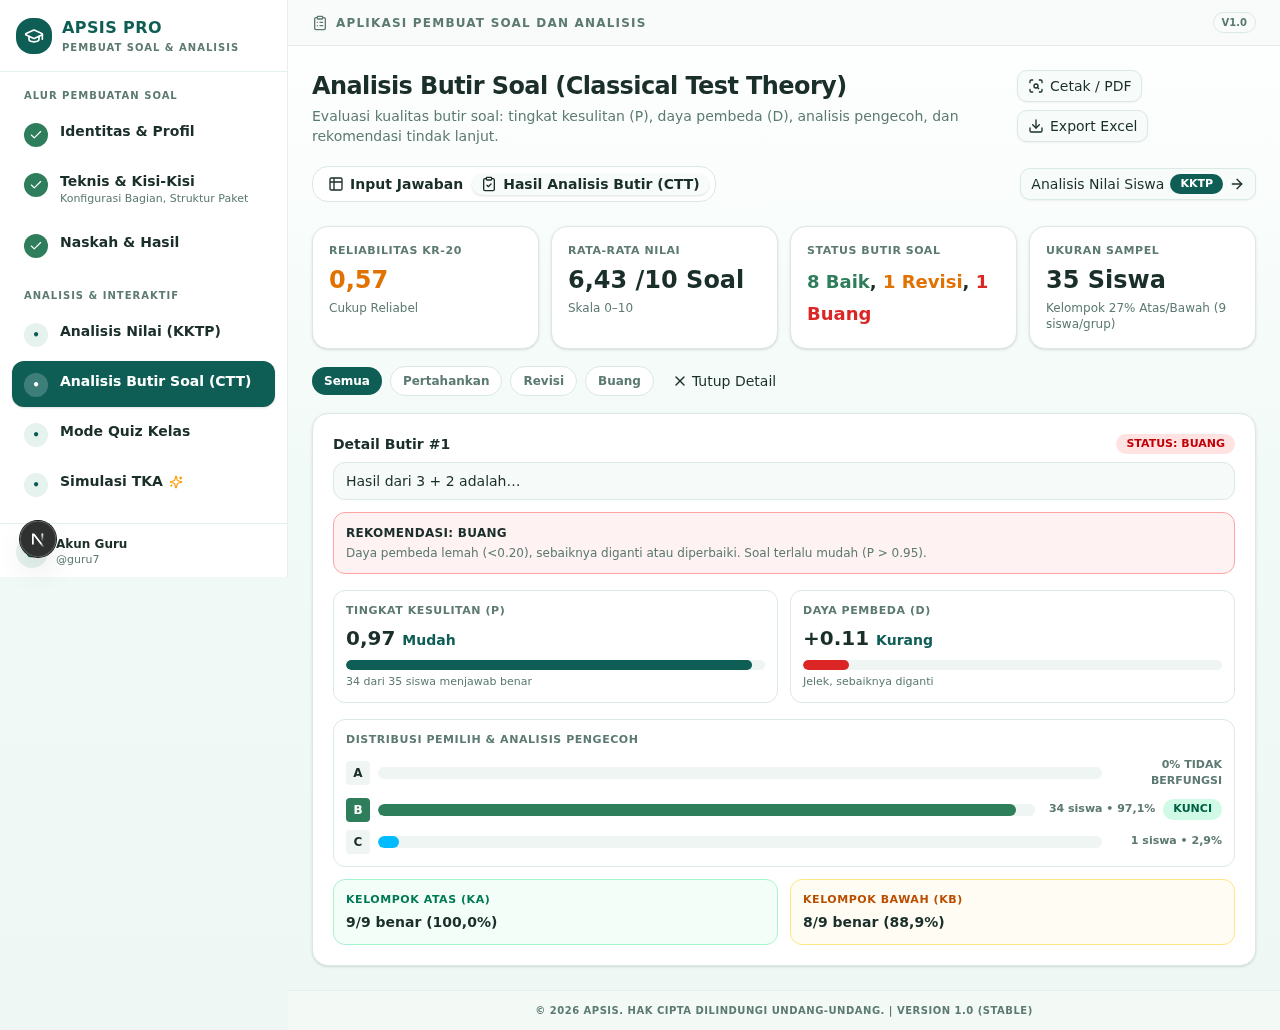 APSIS PRO
PEMBUAT SOAL & ANALISIS
ALUR PEMBUATAN SOAL
Identitas & Profil
Teknis & Kisi-Kisi
Konfigurasi Bagian, Struktur Paket
Naskah & Hasil
ANALISIS & INTERAKTIF
Analisis Nilai (KKTP)
Analisis Butir Soal (CTT)
Mode Quiz Kelas
Simulasi TKA
N
Akun Guru
@guru7
APLIKASI PEMBUAT SOAL DAN ANALISIS
V1.0
Analisis Butir Soal (Classical Test Theory)
Evaluasi kualitas butir soal: tingkat kesulitan (P), daya pembeda (D), analisis pengecoh, dan
rekomendasi tindak lanjut.
Cetak / PDF
Export Excel
Input Jawaban
Hasil Analisis Butir (CTT)
Analisis Nilai Siswa KKTP
RELIABILITAS KR-20
0,57
Cukup Reliabel
RATA-RATA NILAI
6,43 /10 Soal
Skala 0–10
STATUS BUTIR SOAL
8 Baik, 1 Revisi, 1
Buang
UKURAN SAMPEL
35 Siswa
Kelompok 27% Atas/Bawah (9
siswa/grup)
Semua
Pertahankan
Revisi
Buang
Tutup Detail
Detail Butir #1
STATUS: BUANG
Hasil dari 3 + 2 adalah…
REKOMENDASI: BUANG
Daya pembeda lemah (<0.20), sebaiknya diganti atau diperbaiki. Soal terlalu mudah (P > 0.95).
TINGKAT KESULITAN (P)
0,97 Mudah
34 dari 35 siswa menjawab benar
DAYA PEMBEDA (D)
+0.11 Kurang
Jelek, sebaiknya diganti
DISTRIBUSI PEMILIH & ANALISIS PENGECOH
A
0% TIDAK
BERFUNGSI
B
34 siswa • 97,1% KUNCI
C
1 siswa • 2,9%
KELOMPOK ATAS (KA)
9/9 benar (100,0%)
KELOMPOK BAWAH (KB)
8/9 benar (88,9%)
© 2026 APSIS. HAK CIPTA DILINDUNGI UNDANG-UNDANG. | VERSION 1.0 (STABLE)